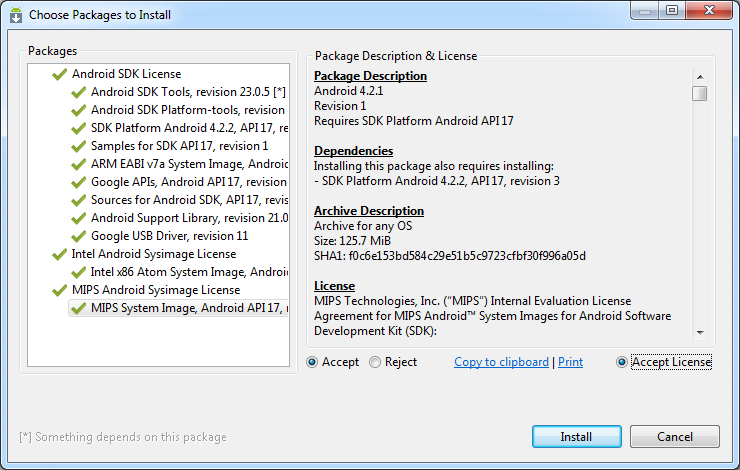 Choose Packages to Install
Packages
Android SDK License
Android SDK Tools, revision 23.0.5 [*]
Android SDK Platform-tools, revision
SDK Platform Android 4.2.2, API 17, re
Samples for SDK API 17, revision 1
ARM EABI v7a System Image, Android
Google APIs, Android API 17, revision
Sources for Android SDK, API 17, revis
Android Support Library, revision 21.0
Google USB Driver, revision 11
Intel Android Sysimage License
Intel x86 Atom System Image, Android
MIPS Android Sysimage License
MIPS System Image, Android API 17, r
[*] Something depends on this package
Package Description & License
Package Description
Android 4.2.1
Revision 1
Requires SDK Platform Android API 17
Dependencies
Installing this package also requires installing:
- SDK Platform Android 4.2.2, API 17, revision 3
Archive Description
Archive for any OS
Size: 125.7 MiB
SHA1: f0c6e153bd584c29e51b5c9723cfbf30f996a05d
License
MIPS Technologies, Inc. (“MIPS”) Internal Evaluation License
Agreement for MIPS Android™ System Images for Android Software
Development Kit (SDK):
Accept Reject Copy to clipboard | Print Accept License
Install Cancel